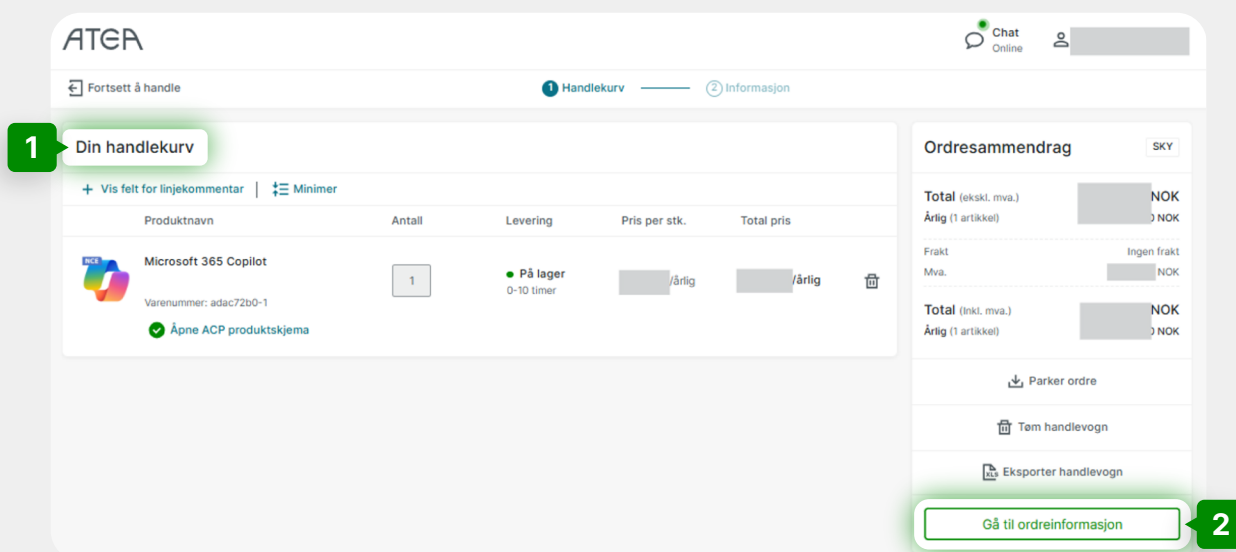 ATEA
Chat
Online
Fortsett å handle
1 Handlekurv
2 Informasjon
1
Din handlekurv
Vis felt for linjekommentar
Minimer
Produktnavn Antall Levering Pris per stk. Total pris
NCE
Microsoft 365 Copilot
1
På lager
0-10 timer
/årlig
/årlig
Varenummer: adac72b0-1
Åpne ACP produktskjema
Ordresammendrag
SKY
Total (ekskl. mva.) NOK
Årlig (1 artikkel) NOK
Frakt Ingen frakt
Mva. NOK
Total (Inkl. mva.) NOK
Årlig (1 artikkel) NOK
Parker ordre
Tøm handlevogn
XLS Eksporter handlevogn
Gå til ordreinformasjon
2